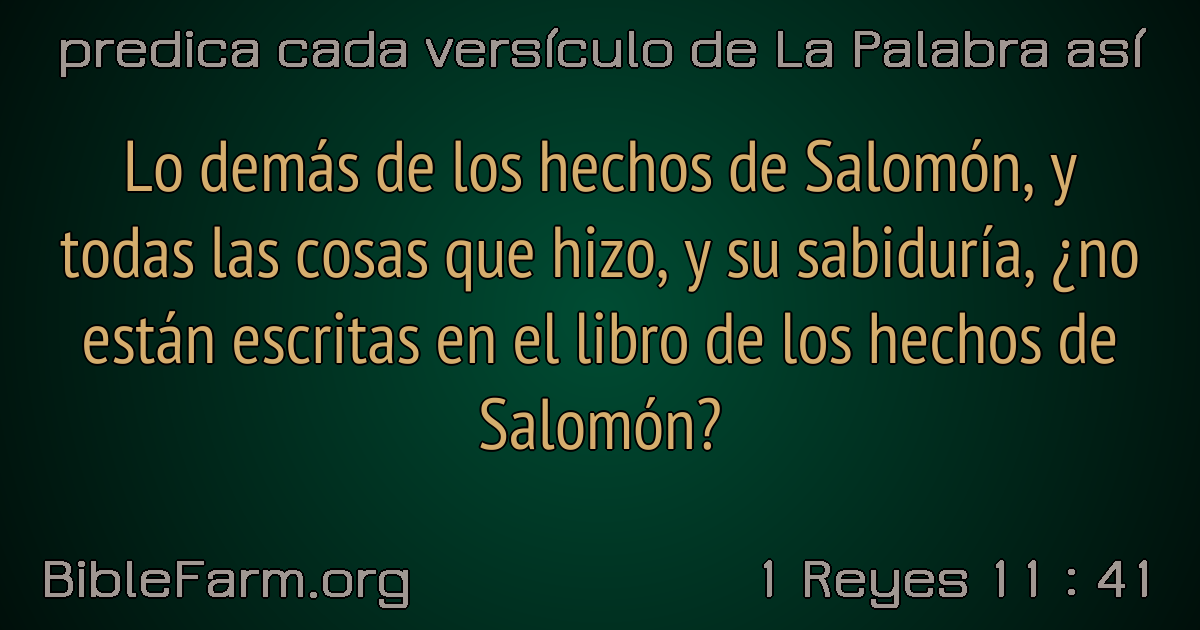 predica cada versículo de La Palabra así
Lo demás de los hechos de Salomón, y
todas las cosas que hizo, y su sabiduría, ¿no
están escritas en el libro de los hechos de
Salomón?
BibleFarm.org
1 Reyes 11 : 41